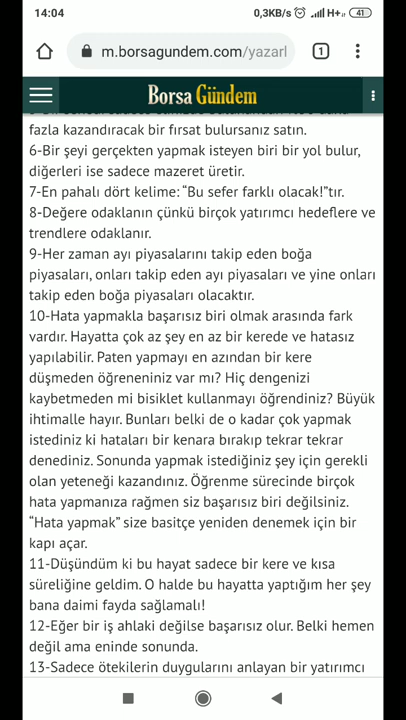 14:04
0,3KB/s H+ 41
m.borsagundem.com/yazarl
1
Borsa Gündem
fazla kazandıracak bir fırsat bulursanız satın.
6-Bir şeyi gerçekten yapmak isteyen biri bir yol bulur,
diğerleri ise sadece mazeret üretir.
7-En pahalı dört kelime: “Bu sefer farklı olacak!”tır.
8-Değere odaklanın çünkü birçok yatırımcı hedeflere ve
trendlere odaklanır.
9-Her zaman ayı piyasalarını takip eden boğa
piyasaları, onları takip eden ayı piyasaları ve yine onları
takip eden boğa piyasaları olacaktır.
10-Hata yapmakla başarısız biri olmak arasında fark
vardır. Hayatta çok az şey en az bir kerede ve hatasız
yapılabilir. Paten yapmayı en azından bir kere
düşmeden öğreneniniz var mı? Hiç dengenizi
kaybetmeden mi bisiklet kullanmayı öğrendiniz? Büyük
ihtimalle hayır. Bunları belki de o kadar çok yapmak
istediniz ki hataları bir kenara bırakıp tekrar tekrar
denediniz. Sonunda yapmak istediğiniz şey için gerekli
olan yeteneği kazandınız. Öğrenme sürecinde birçok
hata yapmanıza rağmen siz başarısız biri değilsiniz.
“Hata yapmak” size basitçe yeniden denemek için bir
kapı açar.
11-Düşündüm ki bu hayat sadece bir kere ve kısa
süreliğine geldim. O halde bu hayatta yaptığım her şey
bana daimi fayda sağlamalı!
12-Eğer bir iş ahlaki değilse başarısız olur. Belki hemen
değil ama eninde sonunda.
13-Sadece ötekilerin duygularını anlayan bir yatırımcı